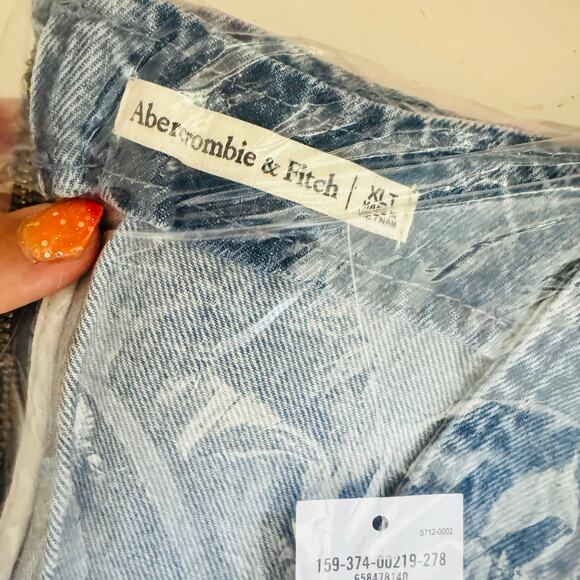 Abercrombie & Fitch | XLT
MADE IN
VIETNAM
S712-0002
159-374-00219-278
658478140